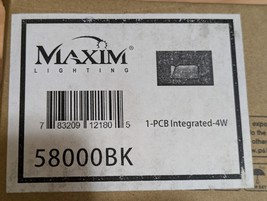 MAXIM
LIGHTING
7 83209 12180 5
1-PCB Integrated-4W
58000BK